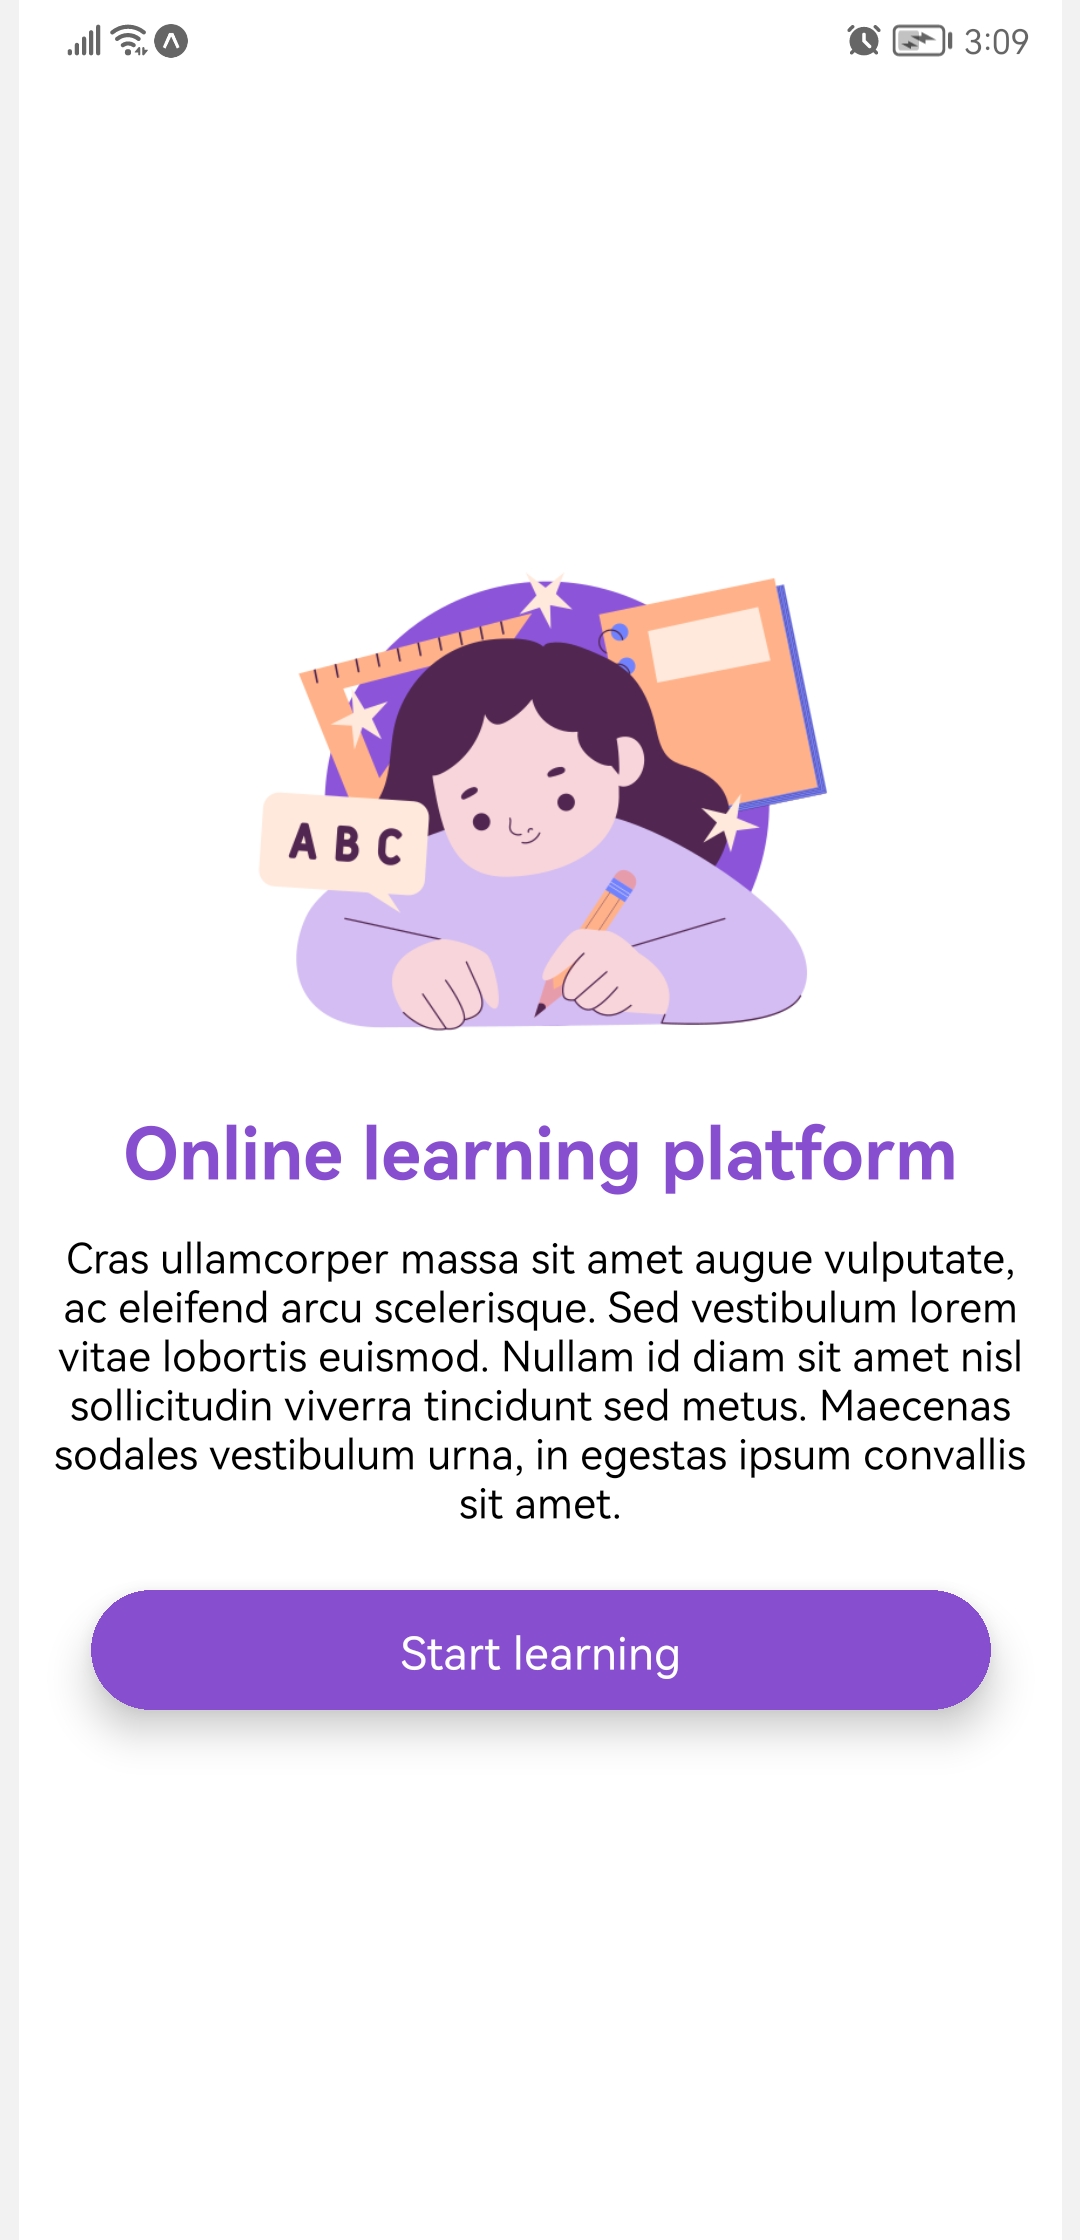 3:09
A B C
Online learning platform
Cras ullamcorper massa sit amet augue vulputate,
ac eleifend arcu scelerisque. Sed vestibulum lorem
vitae lobortis euismod. Nullam id diam sit amet nisl
sollicitudin viverra tincidunt sed metus. Maecenas
sodales vestibulum urna, in egestas ipsum convallis
sit amet.
Start learning